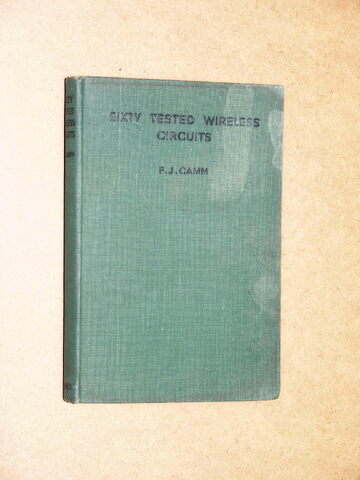 SIXTY TESTED WIRELESS
CIRCUITS
F.J.CAMM